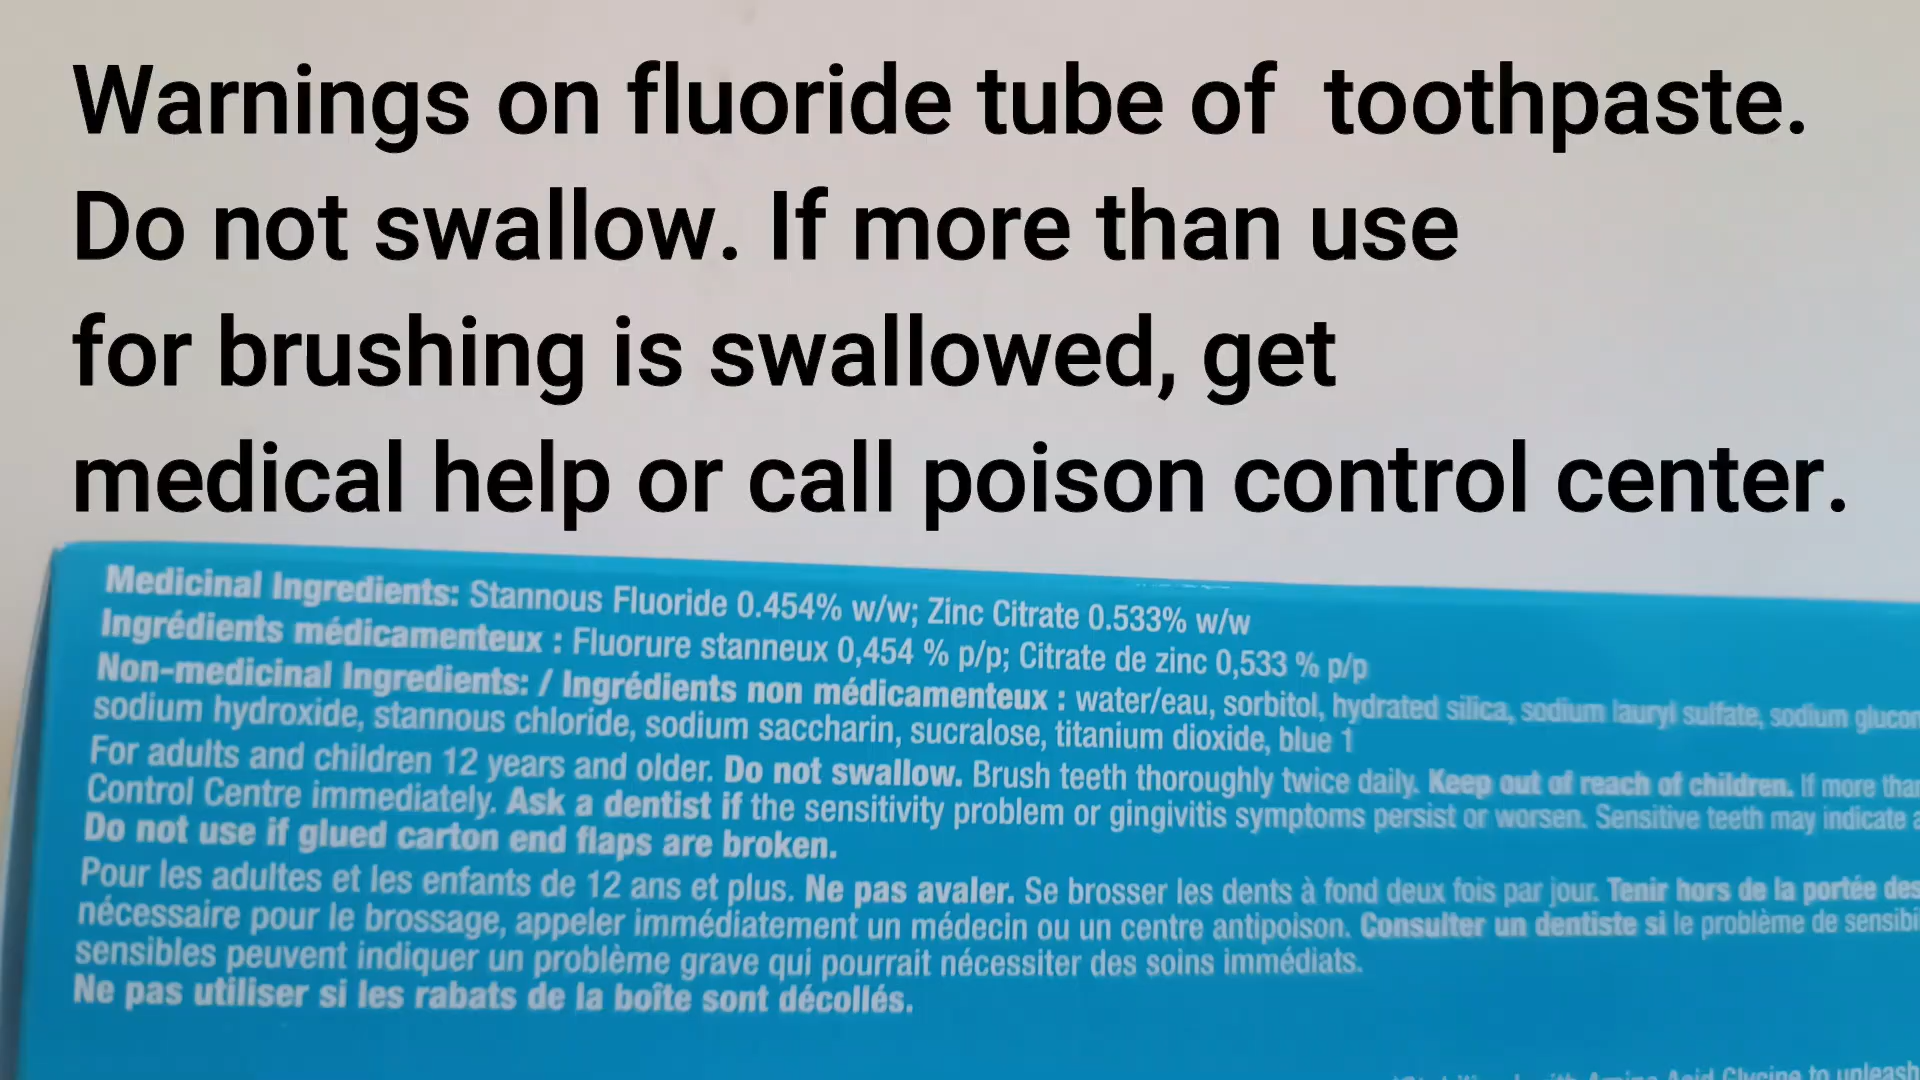 Warnings on fluoride tube of toothpaste.
Do not swallow. If more than use
for brushing is swallowed, get
medical help or call poison control center.
Medicinal Ingredients: Stannous Fluoride 0.454% w/w; Zinc Citrate 0.533% w/w
Ingrédients médicamenteux : Fluorure stanneux 0,454 % p/p; Citrate de zinc 0,533 % p/p
Non-medicinal Ingredients: / Ingrédients non médicamenteux : water/eau, sorbitol, hydrated silica, sodium lauryl sulfate, sodium glucon
sodium hydroxide, stannous chloride, sodium saccharin, sucralose, titanium dioxide, blue 1
For adults and children 12 years and older. Do not swallow. Brush teeth thoroughly twice daily. Keep out of reach of children. If more than
Control Centre immediately. Ask a dentist if the sensitivity problem or gingivitis symptoms persist or worsen. Sensitive teeth may indicate a
Do not use if glued carton end flaps are broken.
Pour les adultes et les enfants de 12 ans et plus. Ne pas avaler. Se brosser les dents à fond deux fois par jour. Tenir hors de la portée des
nécessaire pour le brossage, appeler immédiatement un médecin ou un centre antipoison. Consulter un dentiste si le problème de sensibi
sensibles peuvent indiquer un problème grave qui pourrait nécessiter des soins immédiats.
Ne pas utiliser si les rabats de la boîte sont décollés.
with Amino Acid Glycine to unleash